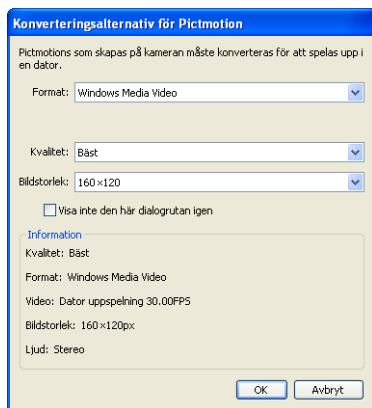 Konverteringsalternativ för Pictmotion
Pictmotions som skapas på kameran måste konverteras för att spelas upp i
en dator.
Format: Windows Media Video
Kvalitet: Bäst
Bildstorlek: 160×120
Visa inte den här dialogrutan igen
Information
Kvalitet: Bäst
Format: Windows Media Video
Video: Dator uppspelning 30.00FPS
Bildstorlek: 160×120px
Ljud: Stereo
OK Avbryt